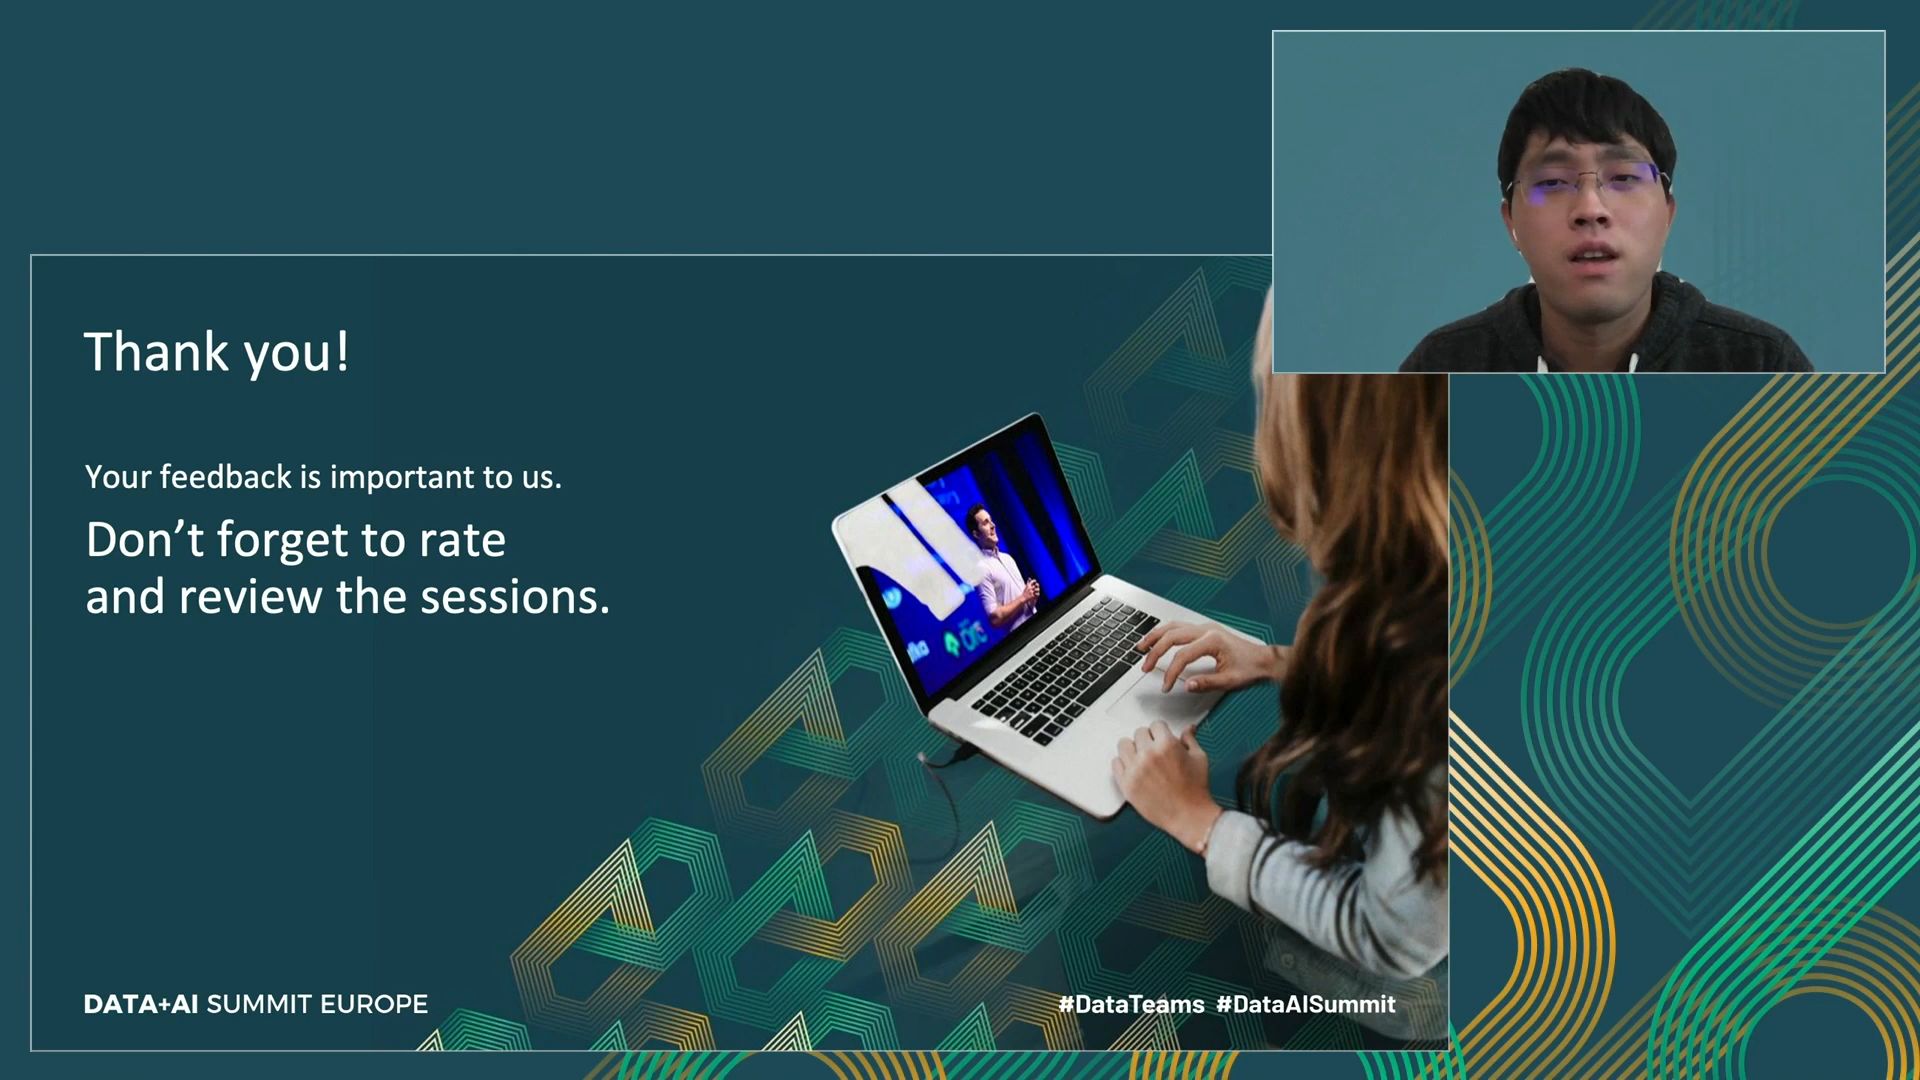 Thank you!
Your feedback is important to us.
Don’t forget to rate
and review the sessions.
DATA+AI SUMMIT EUROPE
#DataTeams #DataAISummit